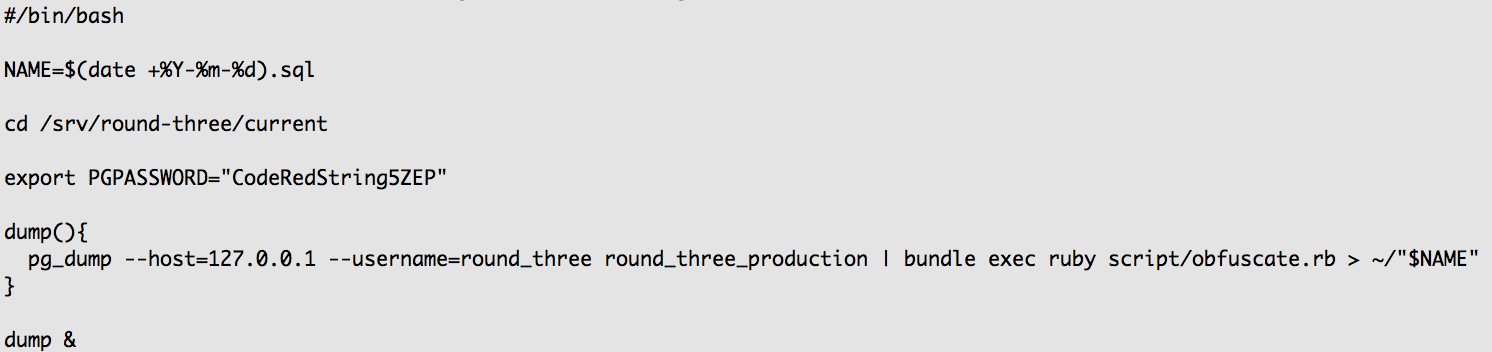 #/bin/bash
NAME=$(date +%Y-%m-%d).sql
cd /srv/round-three/current
export PGPASSWORD="CodeRedString5ZEP"
dump(){
  pg_dump --host=127.0.0.1 --username=round_three round_three_production | bundle exec ruby script/obfuscate.rb > ~/"$NAME"
}
dump &